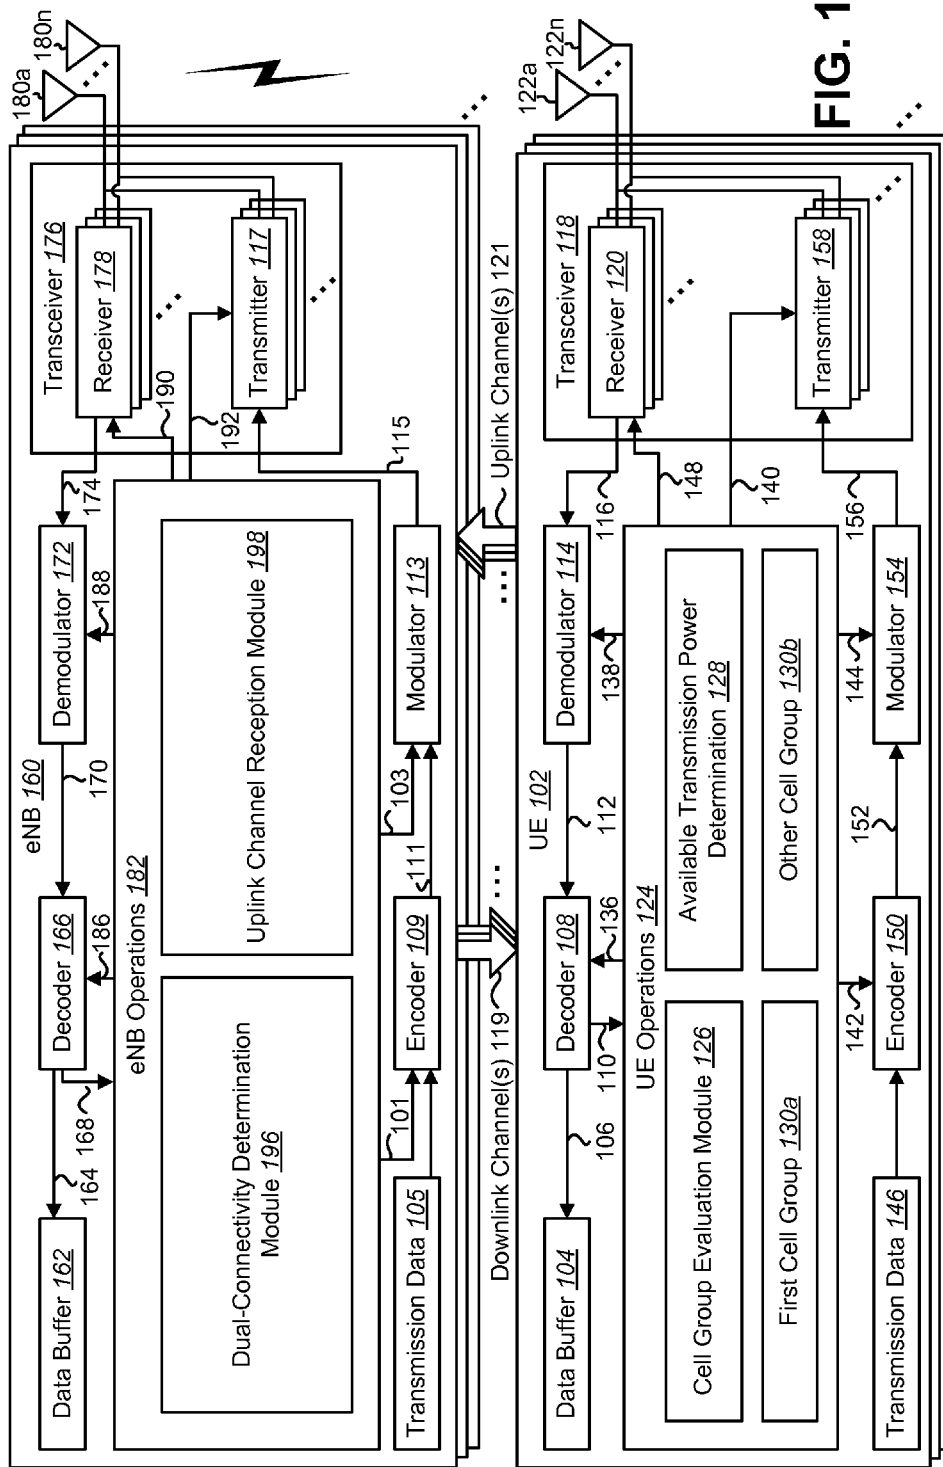 180a
180n
Transceiver 176
Receiver 178
Transmitter 117
190
192
115
174
eNB 160
Data Buffer 162
164
168
Decoder 166
186
170
Demodulator 172
188
eNB Operations 182
Dual-Connectivity Determination
Module 196
Uplink Channel Reception Module 198
101
103
Transmission Data 105
Encoder 109
111
Modulator 113
Downlink Channel(s) 119
...
...
Uplink Channel(s) 121
122a
122n
FIG. 1
Transceiver 118
Receiver 120
Transmitter 158
116
148
140
156
UE 102
Data Buffer 104
106
Decoder 108
110
136
112
Demodulator 114
138
UE Operations 124
Cell Group Evaluation Module 126
Available Transmission Power
Determination 128
First Cell Group 130a
Other Cell Group 130b
142
144
Transmission Data 146
Encoder 150
152
Modulator 154